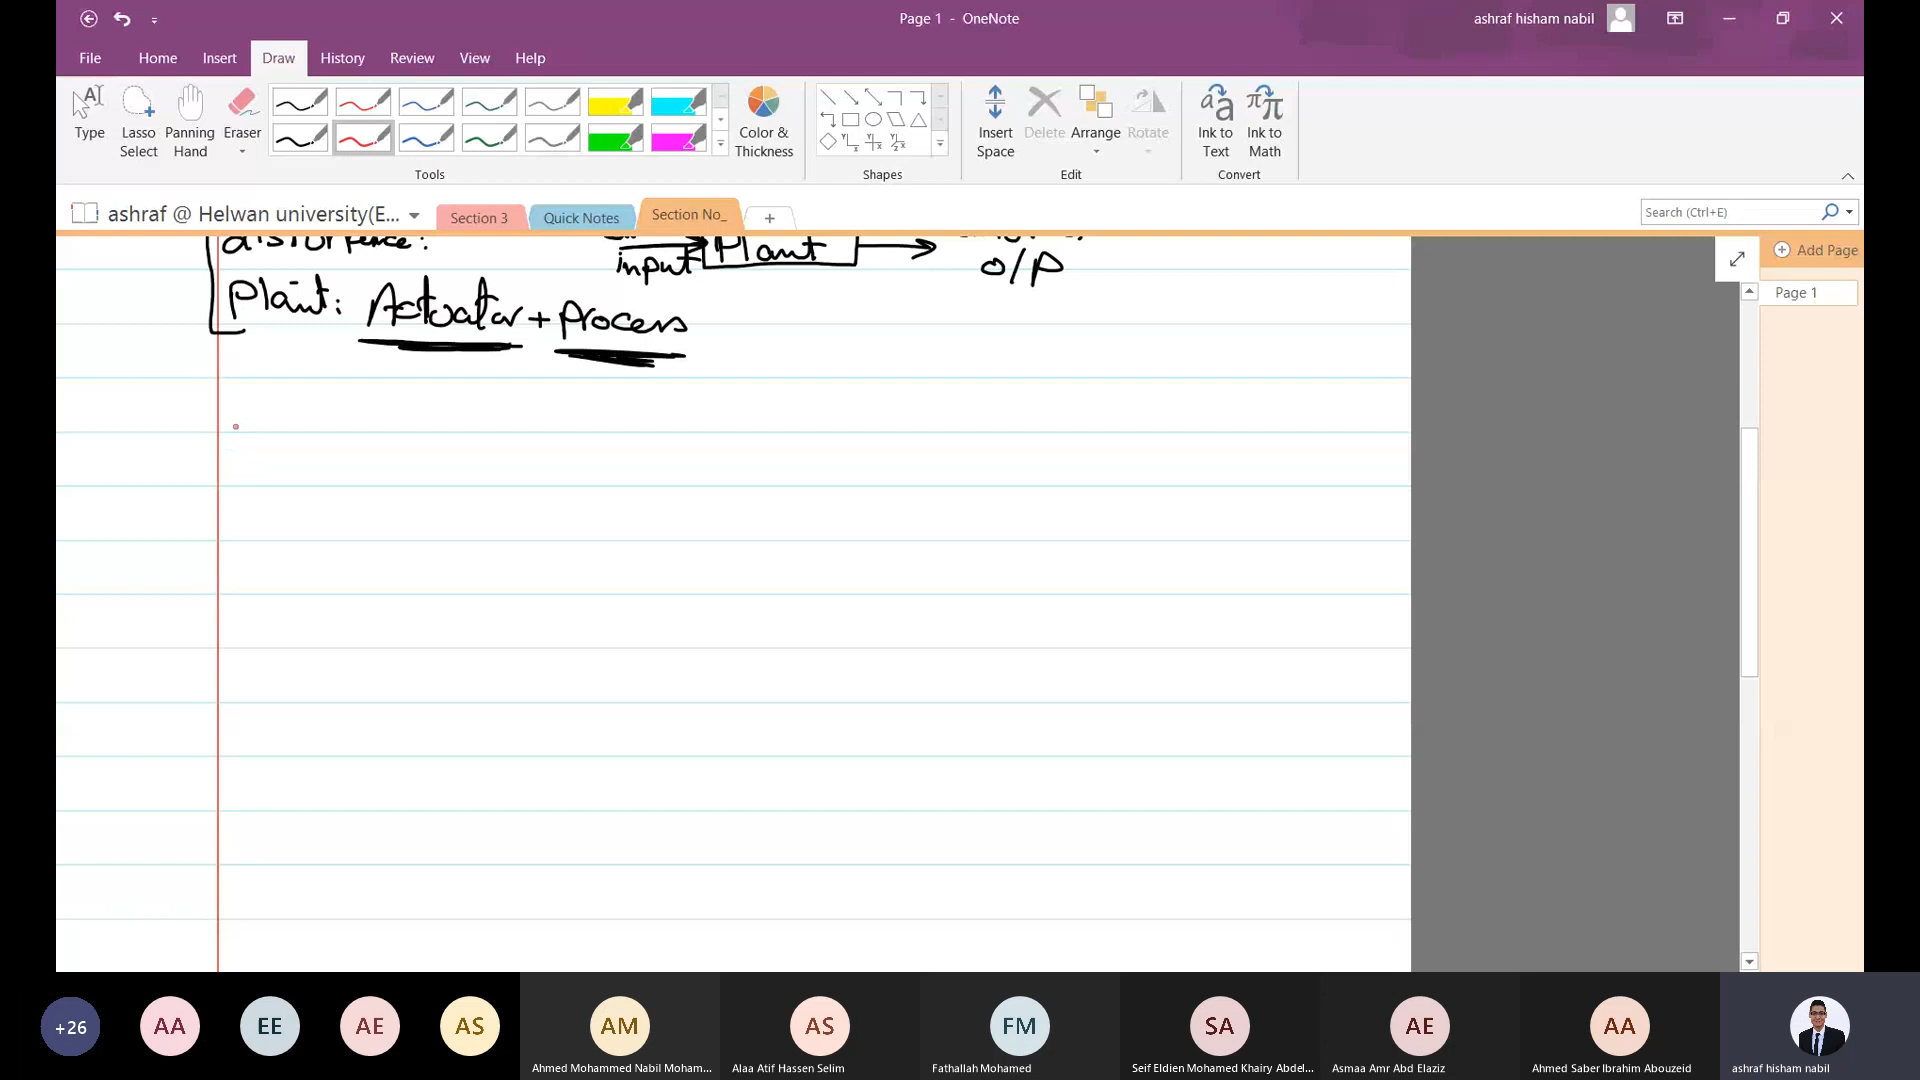 Page 1 - OneNote
ashraf hisham nabil
File Home Insert Draw History Review View Help
Type
Lasso Select
Panning Hand
Eraser
Color & Thickness
Insert Space
Delete
Arrange
Rotate
Ink to Text
Ink to Math
Tools
Shapes
Edit
Convert
ashraf @ Helwan university(E...
Section 3
Quick Notes
Section No_
Search (Ctrl+E)
Add Page
Page 1
Plant
input
o/p
Plant: Actuator + process
+26
AA
EE
AE
AS
AM
AS
FM
SA
AE
AA
Ahmed Mohammed Nabil Moham...
Alaa Atif Hassen Selim
Fathallah Mohamed
Seif Eldien Mohamed Khairy Abdel...
Asmaa Amr Abd Elaziz
Ahmed Saber Ibrahim Abouzeid
ashraf hisham nabil